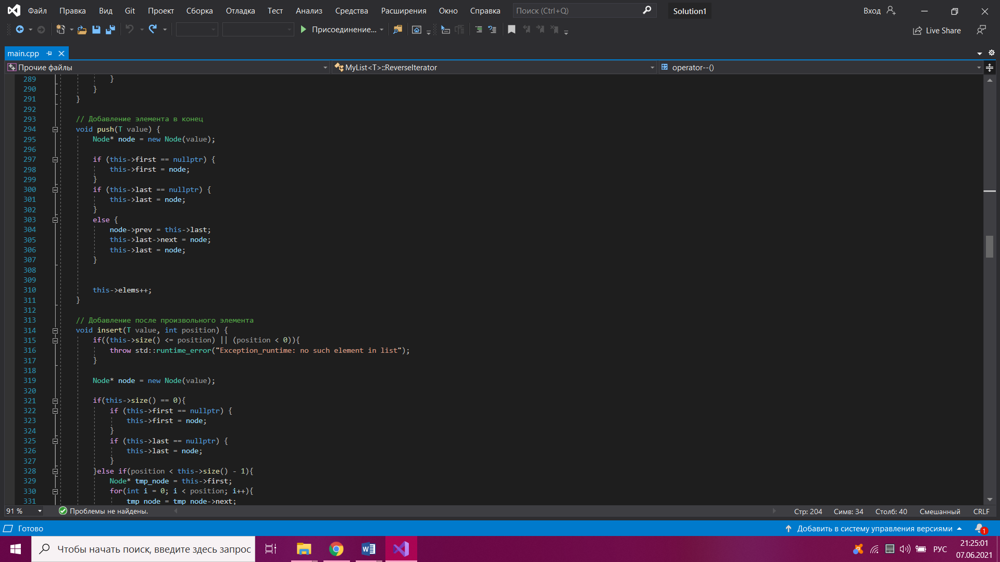 Файл Правка Вид Git Проект Сборка Отладка Тест Анализ Средства Расширения Окно Справка Поиск (Ctrl+Q) Solution1 Вход
Присоединение... Live Share
main.cpp
Прочие файлы MyList<T>::ReverseIterator operator--()
289 }
290 }
291 }
292
293 // Добавление элемента в конец
294 void push(T value) {
295 Node* node = new Node(value);
296
297 if (this->first == nullptr) {
298 this->first = node;
299 }
300 if (this->last == nullptr) {
301 this->last = node;
302 }
303 else {
304 node->prev = this->last;
305 this->last->next = node;
306 this->last = node;
307 }
308
309
310 this->elems++;
311 }
312
313 // Добавление после произвольного элемента
314 void insert(T value, int position) {
315 if((this->size() <= position) || (position < 0)){
316 throw std::runtime_error("Exception_runtime: no such element in list");
317 }
318
319 Node* node = new Node(value);
320
321 if(this->size() == 0){
322 if (this->first == nullptr) {
323 this->first = node;
324 }
325 if (this->last == nullptr) {
326 this->last = node;
327 }
328 }else if(position < this->size() - 1){
329 Node* tmp_node = this->first;
330 for(int i = 0; i < position; i++){
331 tmp_node = tmp_node->next;
91 % Проблемы не найдены. Стр: 204 Симв: 34 Столб: 40 Смешанный CRLF
Готово Добавить в систему управления версиями 1
Чтобы начать поиск, введите здесь запрос РУС 21:25:01
07.06.2021